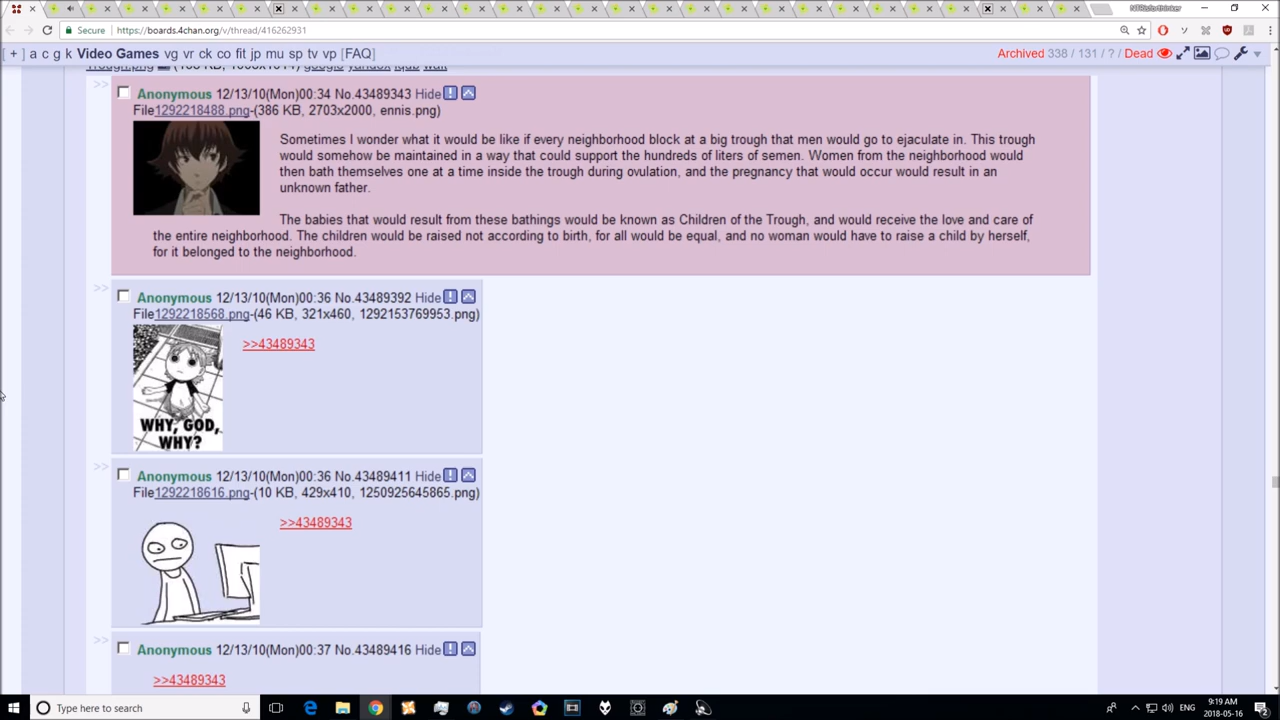 NTRisforthinker
Secure
https://boards.4chan.org/v/thread/416262931
[ + ] a c g k Video Games vg vr ck co fit jp mu sp tv vp [FAQ]
Archived 338 / 131 / ? / Dead
>> Anonymous 12/13/10(Mon)00:34 No.43489343 Hide
File1292218488.png-(386 KB, 2703x2000, ennis.png)
Sometimes I wonder what it would be like if every neighborhood block at a big trough that men would go to ejaculate in. This trough
would somehow be maintained in a way that could support the hundreds of liters of semen. Women from the neighborhood would
then bath themselves one at a time inside the trough during ovulation, and the pregnancy that would occur would result in an
unknown father.
The babies that would result from these bathings would be known as Children of the Trough, and would receive the love and care of
the entire neighborhood. The children would be raised not according to birth, for all would be equal, and no woman would have to raise a child by herself,
for it belonged to the neighborhood.
>> Anonymous 12/13/10(Mon)00:36 No.43489392 Hide
File1292218568.png-(46 KB, 321x460, 1292153769953.png)
>>43489343
WHY, GOD,
WHY?
>> Anonymous 12/13/10(Mon)00:36 No.43489411 Hide
File1292218616.png-(10 KB, 429x410, 1250925645865.png)
>>43489343
>> Anonymous 12/13/10(Mon)00:37 No.43489416 Hide
>>43489343
Type here to search
ENG
9:19 AM
2018-05-16